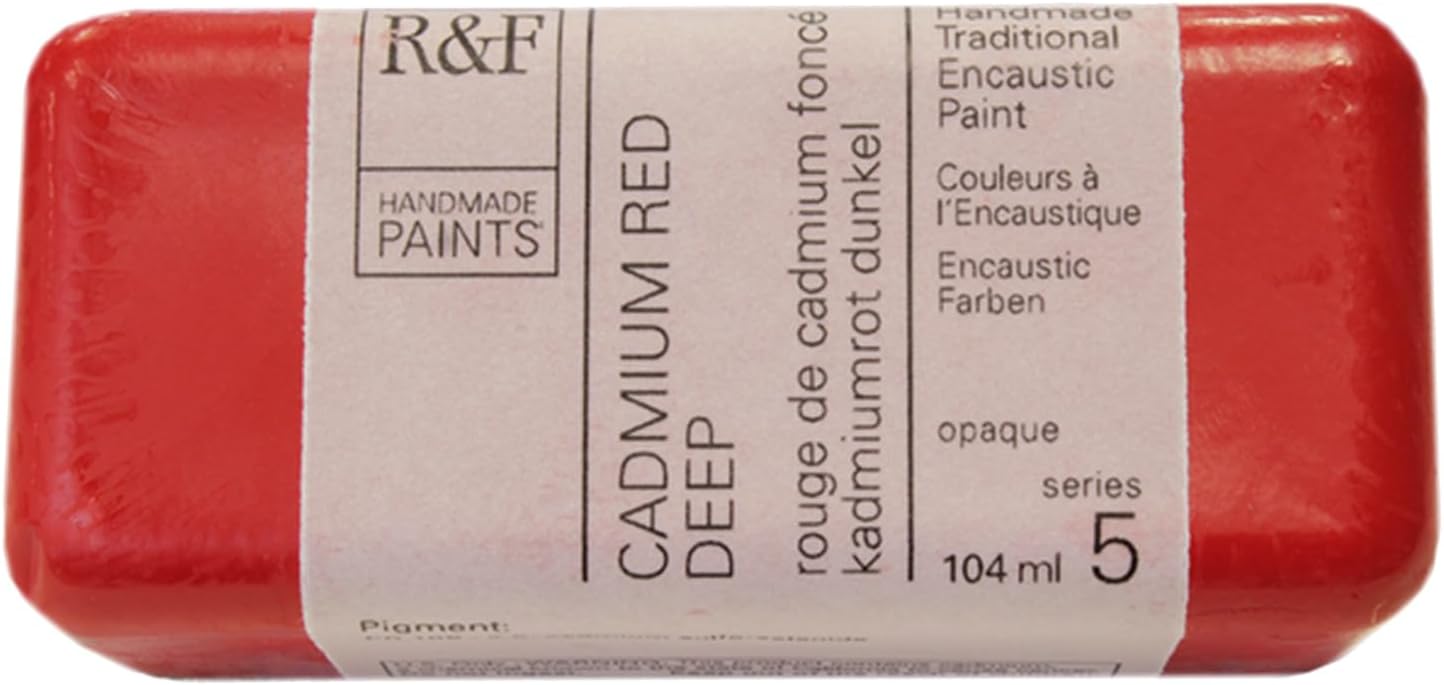 R&F
HANDMADE
PAINTS
CADMIUM RED
DEEP
rouge de cadmium foncé
kadmiumrot dunkel
Handmade
Traditional
Encaustic
Paint
Couleurs à
l'Encaustique
Encaustic
Farben
opaque
series
5
104 ml
Pigment: